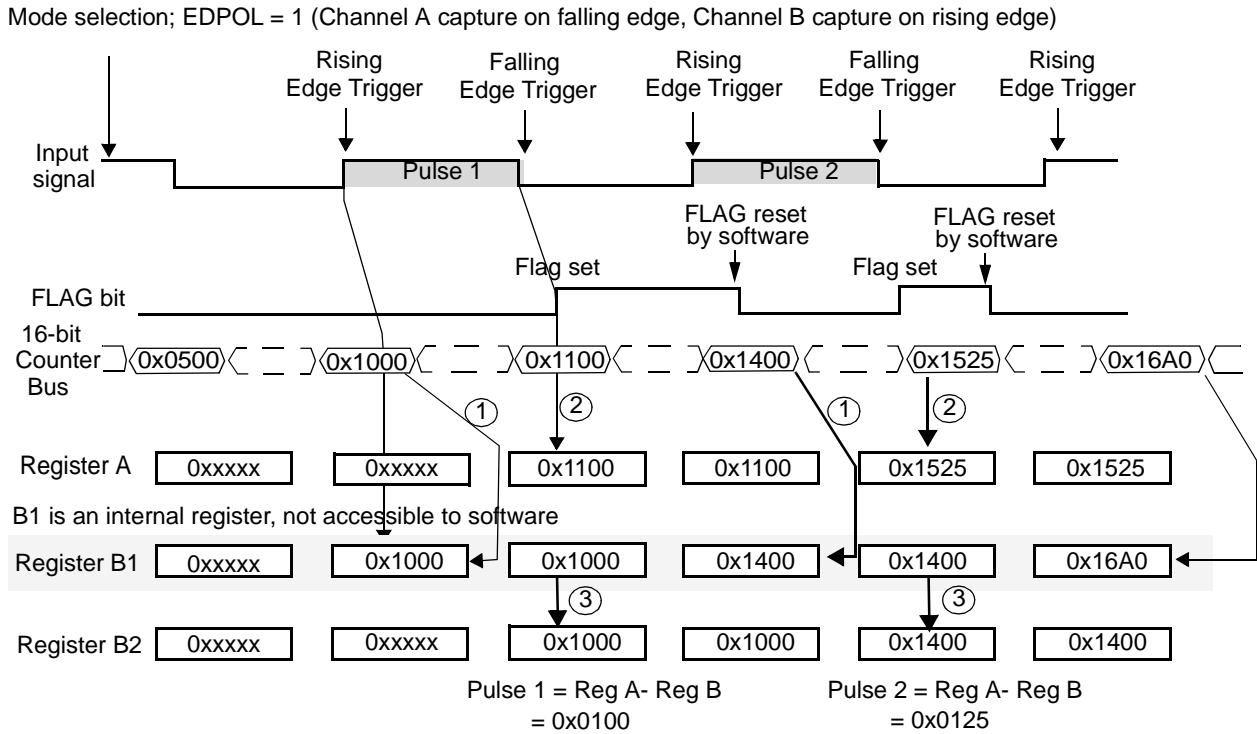 Mode selection; EDPOL = 1 (Channel A capture on falling edge, Channel B capture on rising edge)
Rising
Edge Trigger
Falling
Edge Trigger
Rising
Edge Trigger
Falling
Edge Trigger
Rising
Edge Trigger
Input
signal
Pulse 1
Pulse 2
FLAG reset
by software
FLAG reset
by software
Flag set
Flag set
FLAG bit
16-bit
Counter
Bus
0x0500 0x1000 0x1100 0x1400 0x1525 0x16A0
1 2 1 2
Register A 0xxxxx 0xxxxx 0x1100 0x1100 0x1525 0x1525
B1 is an internal register, not accessible to software
Register B1 0xxxxx 0x1000 0x1000 0x1400 0x1400 0x16A0
3 3
Register B2 0xxxxx 0xxxxx 0x1000 0x1000 0x1400 0x1400
Pulse 1 = Reg A- Reg B
= 0x0100
Pulse 2 = Reg A- Reg B
= 0x0125